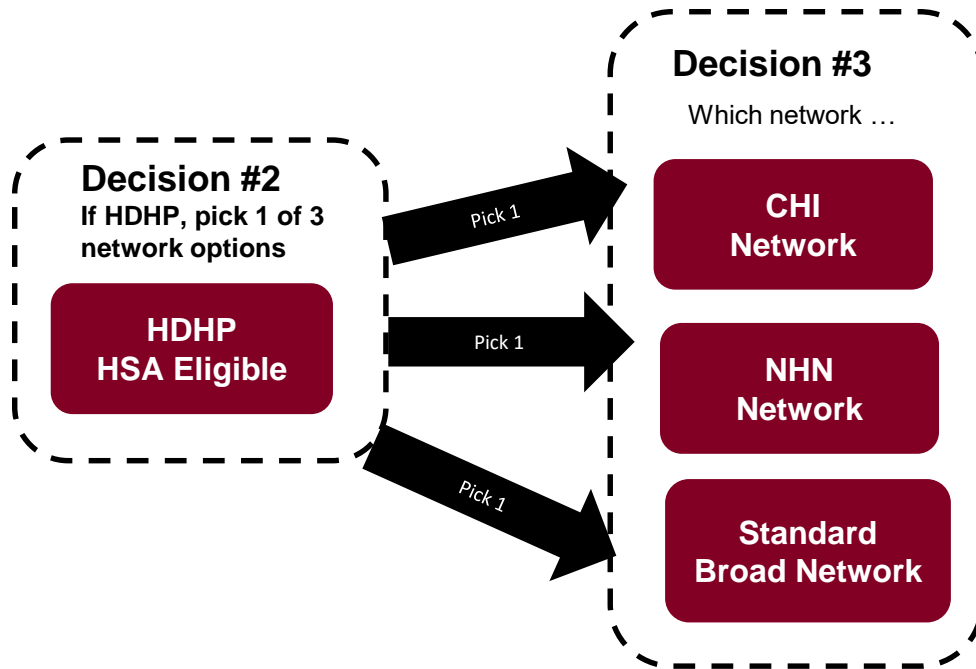 Decision #2
If HDHP, pick 1 of 3
network options
HDHP
HSA Eligible
Pick 1
Pick 1
Pick 1
Decision #3
Which network …
CHI
Network
NHN
Network
Standard
Broad Network